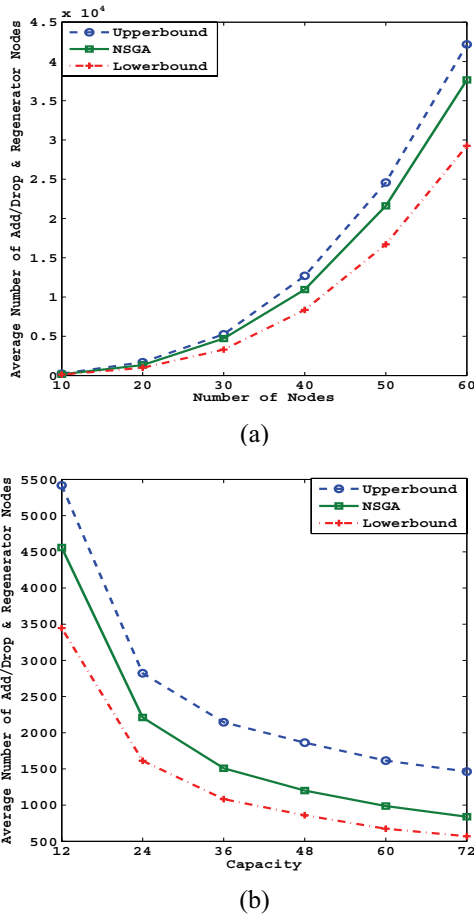 x 10^4
4.5
4
3.5
3
2.5
2
1.5
1
0.5
0
Average Number of Add/Drop & Regenerator Nodes
Upperbound
NSGA
Lowerbound
10 20 30 40 50 60
Number of Nodes
(a)
5500
5000
4500
4000
3500
3000
2500
2000
1500
1000
500
Average Number of Add/Drop & Regenerator Nodes
Upperbound
NSGA
Lowerbound
12 24 36 48 60 72
Capacity
(b)